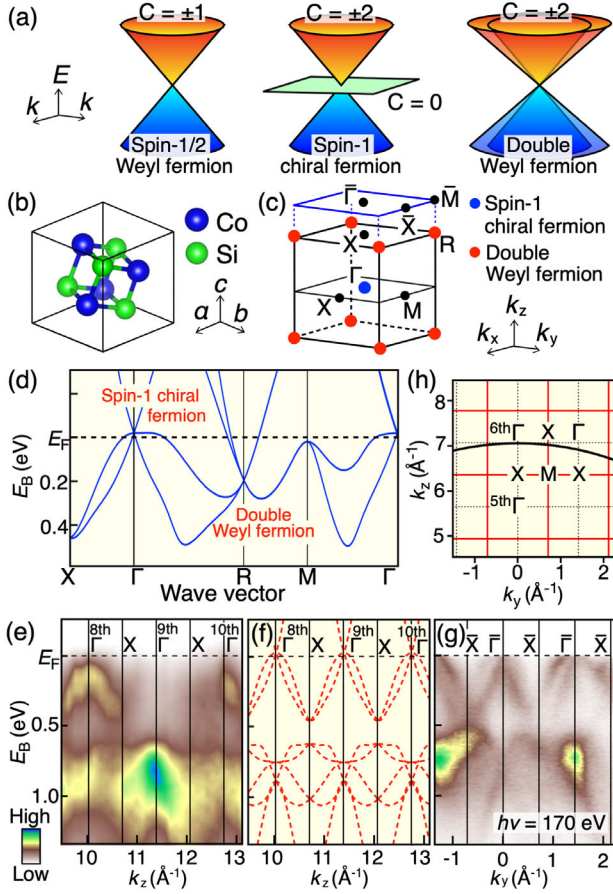 (a)
C = ±1
C = ±2
C = ±2
E
k
k
C = 0
Spin-1/2
Weyl fermion
Spin-1
chiral fermion
Double
Weyl fermion
(b)
Co
Si
c
a
b
(c)
Γ̅
M̅
X̅
X
R
Γ
X
M
Spin-1
chiral fermion
Double
Weyl fermion
kz
kx
ky
(d)
Spin-1 chiral
fermion
EF
EB (eV)
0.2
0.4
Double
Weyl fermion
X
Γ
R
M
Γ
Wave vector
(h)
kz (Å-1)
8
7
6
5
6th
Γ
X
Γ
X
M
X
5th
Γ
-1
0
1
2
ky (Å-1)
(e)
8th
Γ
X
9th
Γ
X
10th
Γ
EF
EB (eV)
0.5
1.0
High
Low
10
11
12
13
kz (Å-1)
(f)
8th
Γ
X
9th
Γ
X
10th
Γ
10
11
12
13
kz (Å-1)
(g)
X̅
Γ̅
X̅
Γ̅
X̅
hν = 170 eV
-1
0
1
2
ky (Å-1)